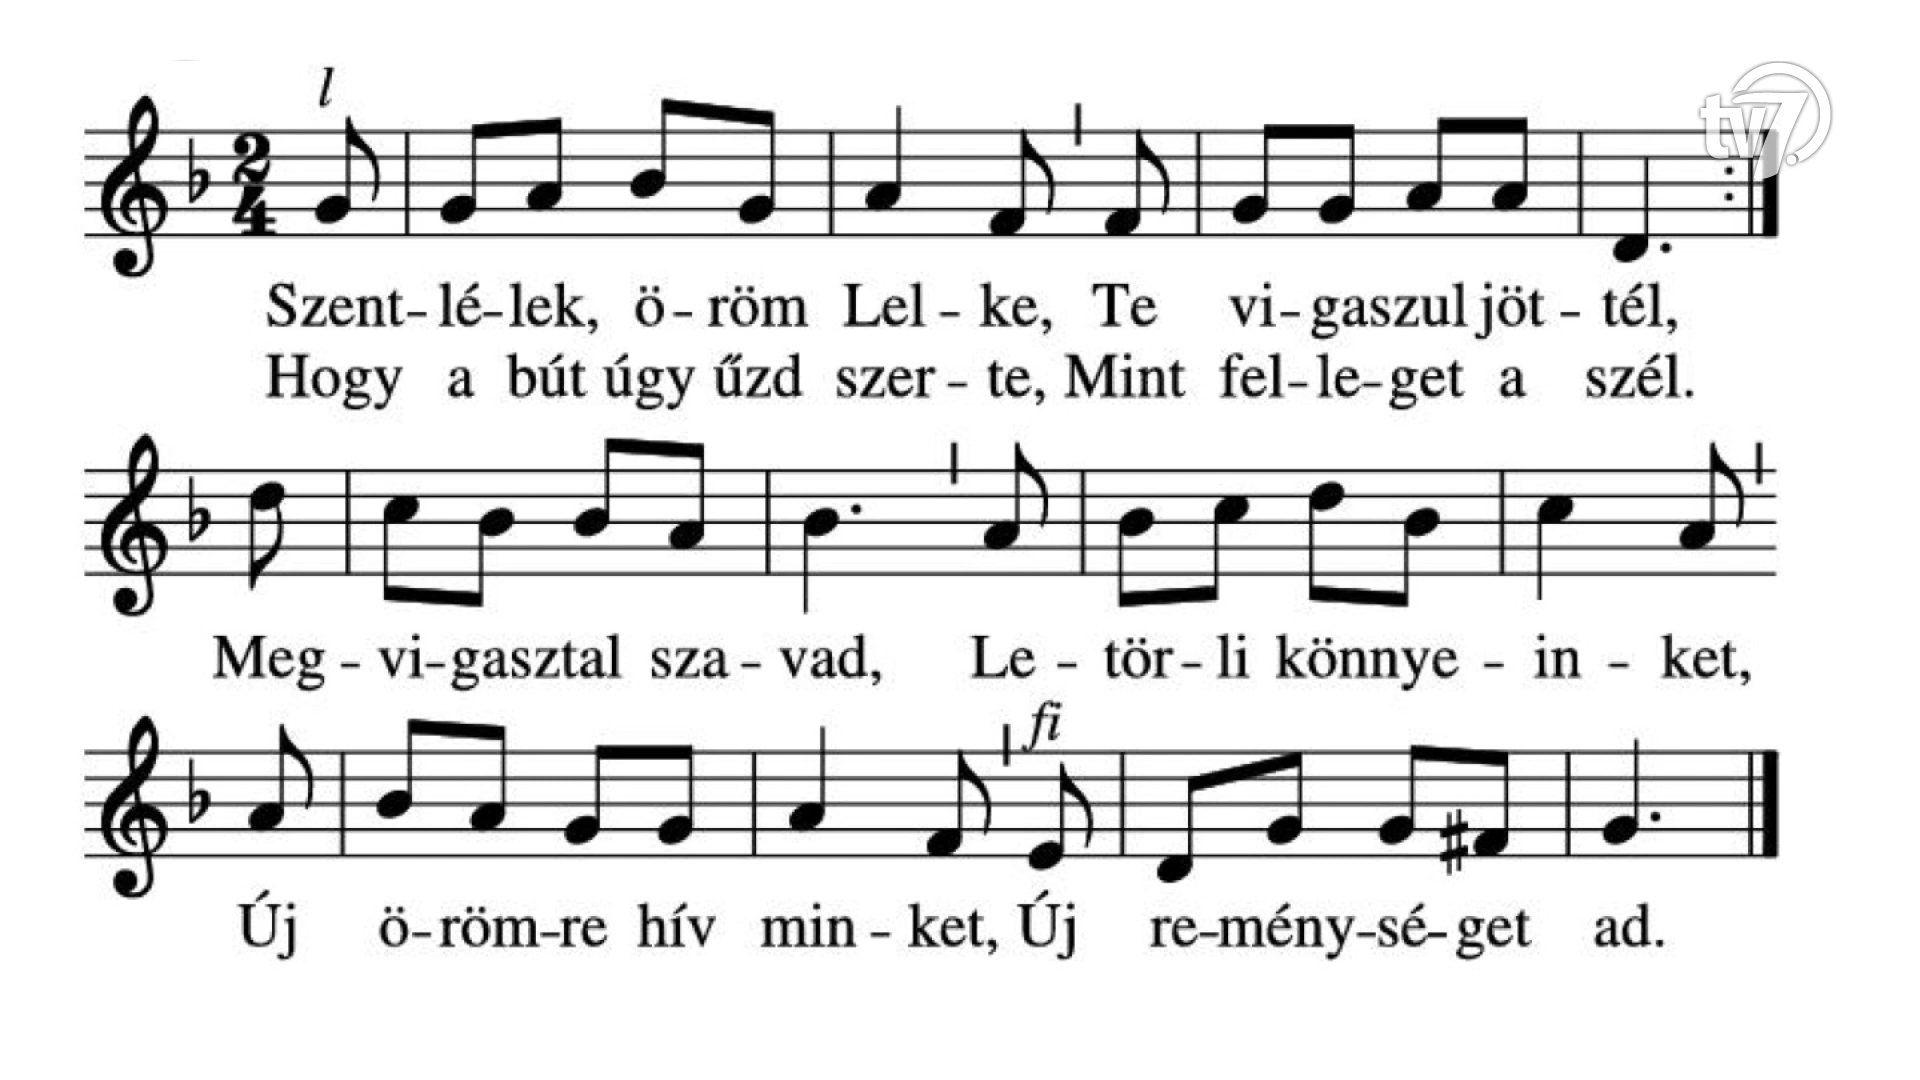 l
tv7
2
4
Szent-lé-lek, ö-röm Lel-ke, Te vi-gaszul jöt-tél,
Hogy a bút úgy űzd szer-te, Mint fel-le-get a szél.
Meg-vi-gasztal sza-vad, Le-tör-li könnye-in-ket,
fi
Új ö-röm-re hív min-ket, Új re-mény-sé-get ad.